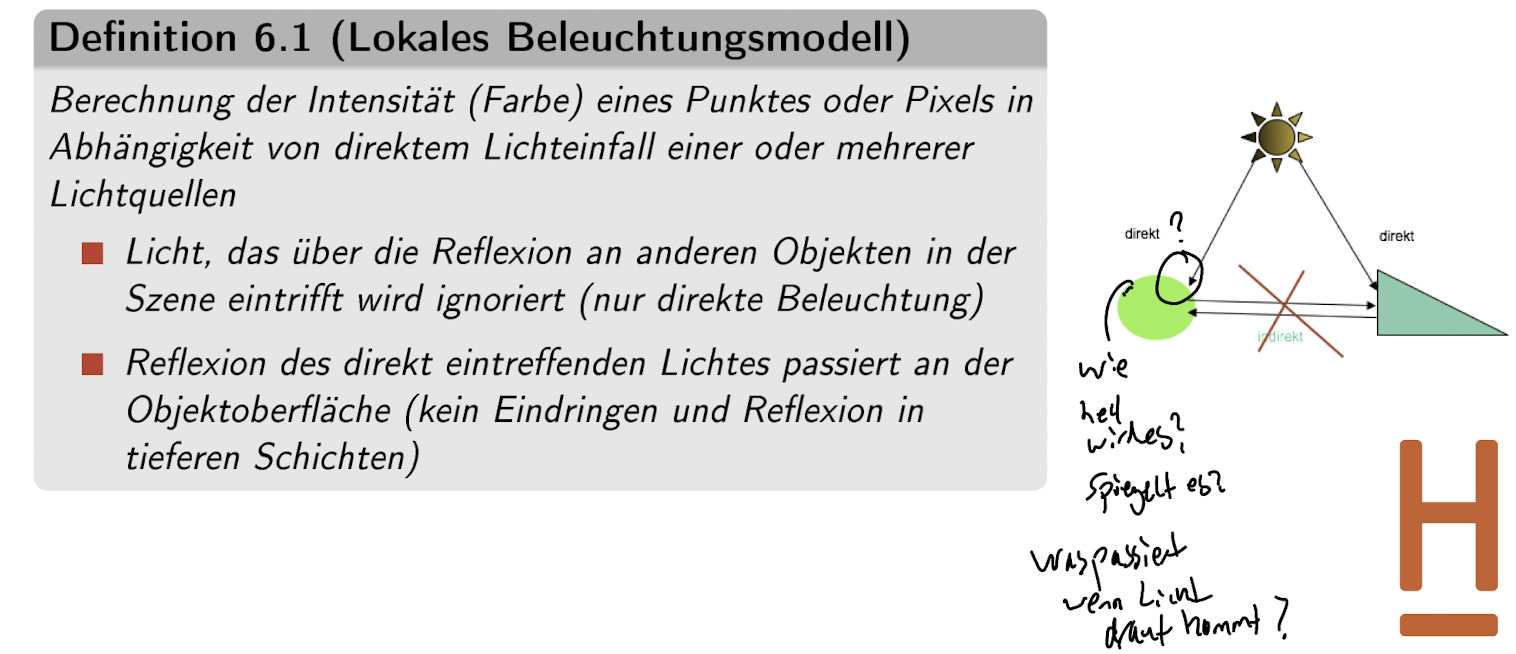 Definition 6.1 (Lokales Beleuchtungsmodell)
Berechnung der Intensität (Farbe) eines Punktes oder Pixels in
Abhängigkeit von direktem Lichteinfall einer oder mehrerer
Lichtquellen
Licht, das über die Reflexion an anderen Objekten in der
Szene eintrifft wird ignoriert (nur direkte Beleuchtung)
Reflexion des direkt eintreffenden Lichtes passiert an der
Objektoberfläche (kein Eindringen und Reflexion in
tieferen Schichten)
direkt ?
direkt
indirekt
wie
hell
wird es?
spiegelt es?
was passiert
wenn Licht
drauf kommt?
H